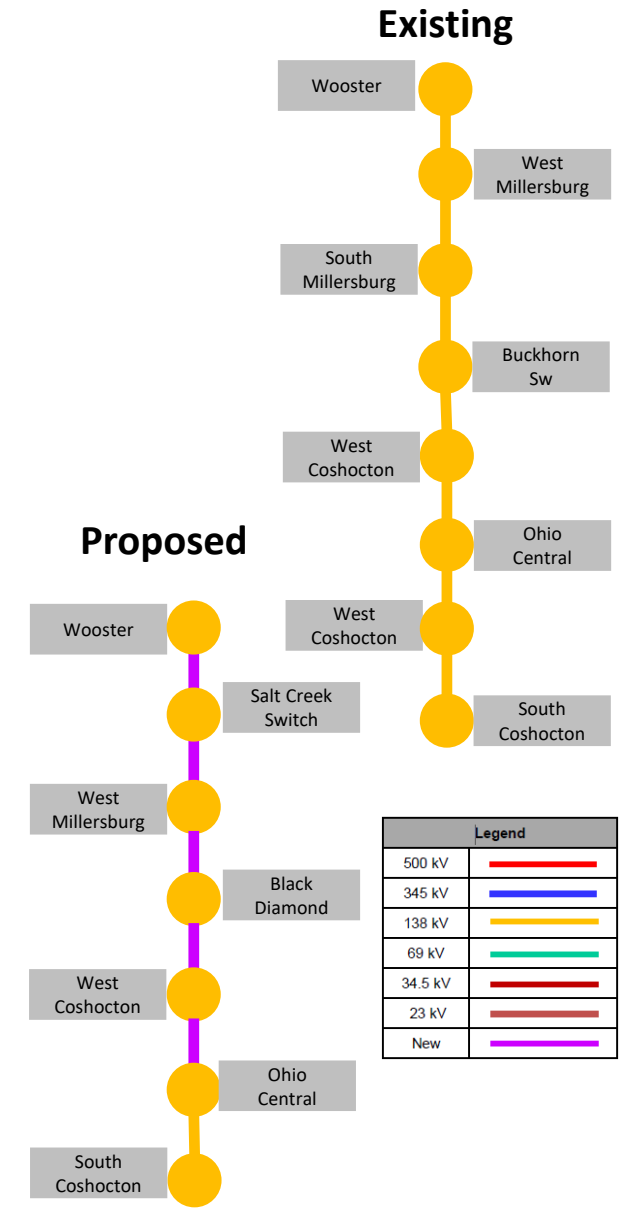 Existing
Wooster
West
Millersburg
South
Millersburg
Buckhorn
Sw
West
Coshocton
Ohio
Central
West
Coshocton
South
Coshocton
Proposed
Wooster
Salt Creek
Switch
West
Millersburg
Black
Diamond
West
Coshocton
Ohio
Central
South
Coshocton
Legend
500 kV
345 kV
138 kV
69 kV
34.5 kV
23 kV
New